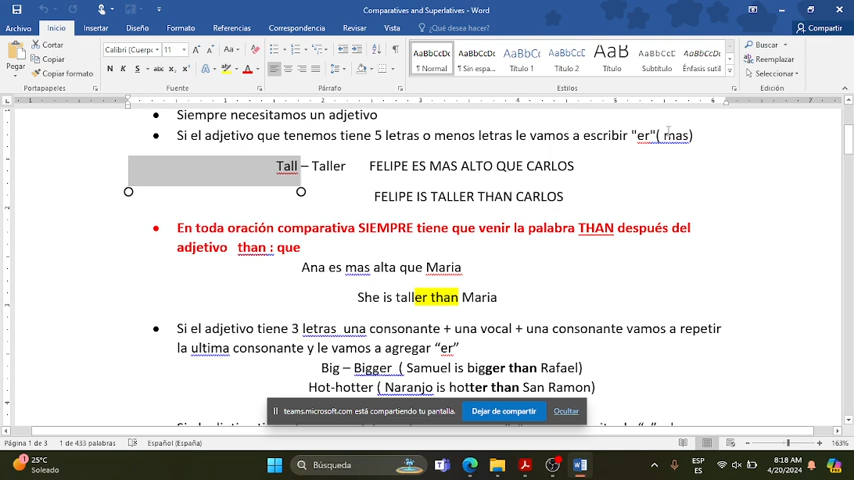 Comparatives and Superlatives - Word
Archivo Inicio Insertar Diseño Formato Referencias Correspondencia Revisar Vista ¿Qué desea hacer? Compartir
Pegar
Cortar
Copiar
Copiar formato
Portapapeles
Calibri (Cuerpo) 11
N K S abc x₂ x²
Fuente
Párrafo
AaBbCcDc AaBbCcDc AaBbCc AaBbCcC AaB AaBbCcC AaBbCcDc
¶ Normal ¶ Sin espa... Título 1 Título 2 Título Subtítulo Énfasis sutil
Estilos
Buscar
Reemplazar
Seleccionar
Edición
Siempre necesitamos un adjetivo
Si el adjetivo que tenemos tiene 5 letras o menos letras le vamos a escribir "er"( mas)
Tall – Taller FELIPE ES MAS ALTO QUE CARLOS
FELIPE IS TALLER THAN CARLOS
En toda oración comparativa SIEMPRE tiene que venir la palabra THAN después del
adjetivo than : que
Ana es mas alta que Maria
She is taller than Maria
Si el adjetivo tiene 3 letras una consonante + una vocal + una consonante vamos a repetir
la ultima consonante y le vamos a agregar “er”
Big – Bigger ( Samuel is bigger than Rafael)
Hot-hotter ( Naranjo is hotter than San Ramon)
teams.microsoft.com está compartiendo tu pantalla. Dejar de compartir Ocultar
Página 1 de 3 1 de 433 palabras Español (España) 163%
25°C
Soleado
Búsqueda
ESP
ES
8:18 AM
4/20/2024